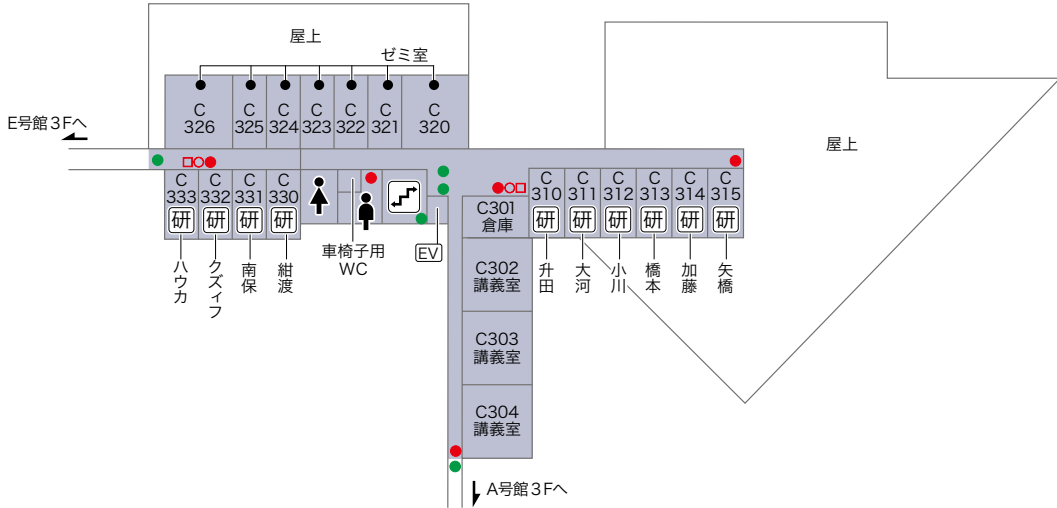 屋上
ゼミ室
C
326
C
325
C
324
C
323
C
322
C
321
C
320
E号館3Fへ
屋上
C
333
研
C
332
研
C
331
研
C
330
研
C301
倉庫
C
310
研
C
311
研
C
312
研
C
313
研
C
314
研
C
315
研
ハウカ
クズィフ
南保
紺渡
車椅子用
WC
EV
升田
大河
小川
橋本
加藤
矢橋
C302
講義室
C303
講義室
C304
講義室
A号館3Fへ